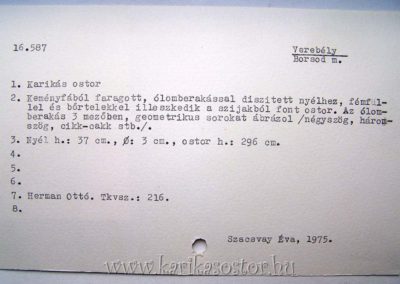 16.587
Verebély
Borsod m.
1. Karikás ostor
2. Keményfából faragott, ólomberakással diszitett nyélhez, fémfül-
lel és bőrtelekkel illeszkedik a szijakból font ostor. Az ólom-
berakás 3 mezőben, geometrikus sorokat ábrázol /négyszög, három-
szög, cikk-cakk stb./.
3. Nyél h.: 37 cm., Ø: 3 cm., ostor h.: 296 cm.
4.
5.
6.
7. Herman Ottó. Tkvsz.: 216.
8.
Szacsvay Éva, 1975.
www.karikasostor.hu